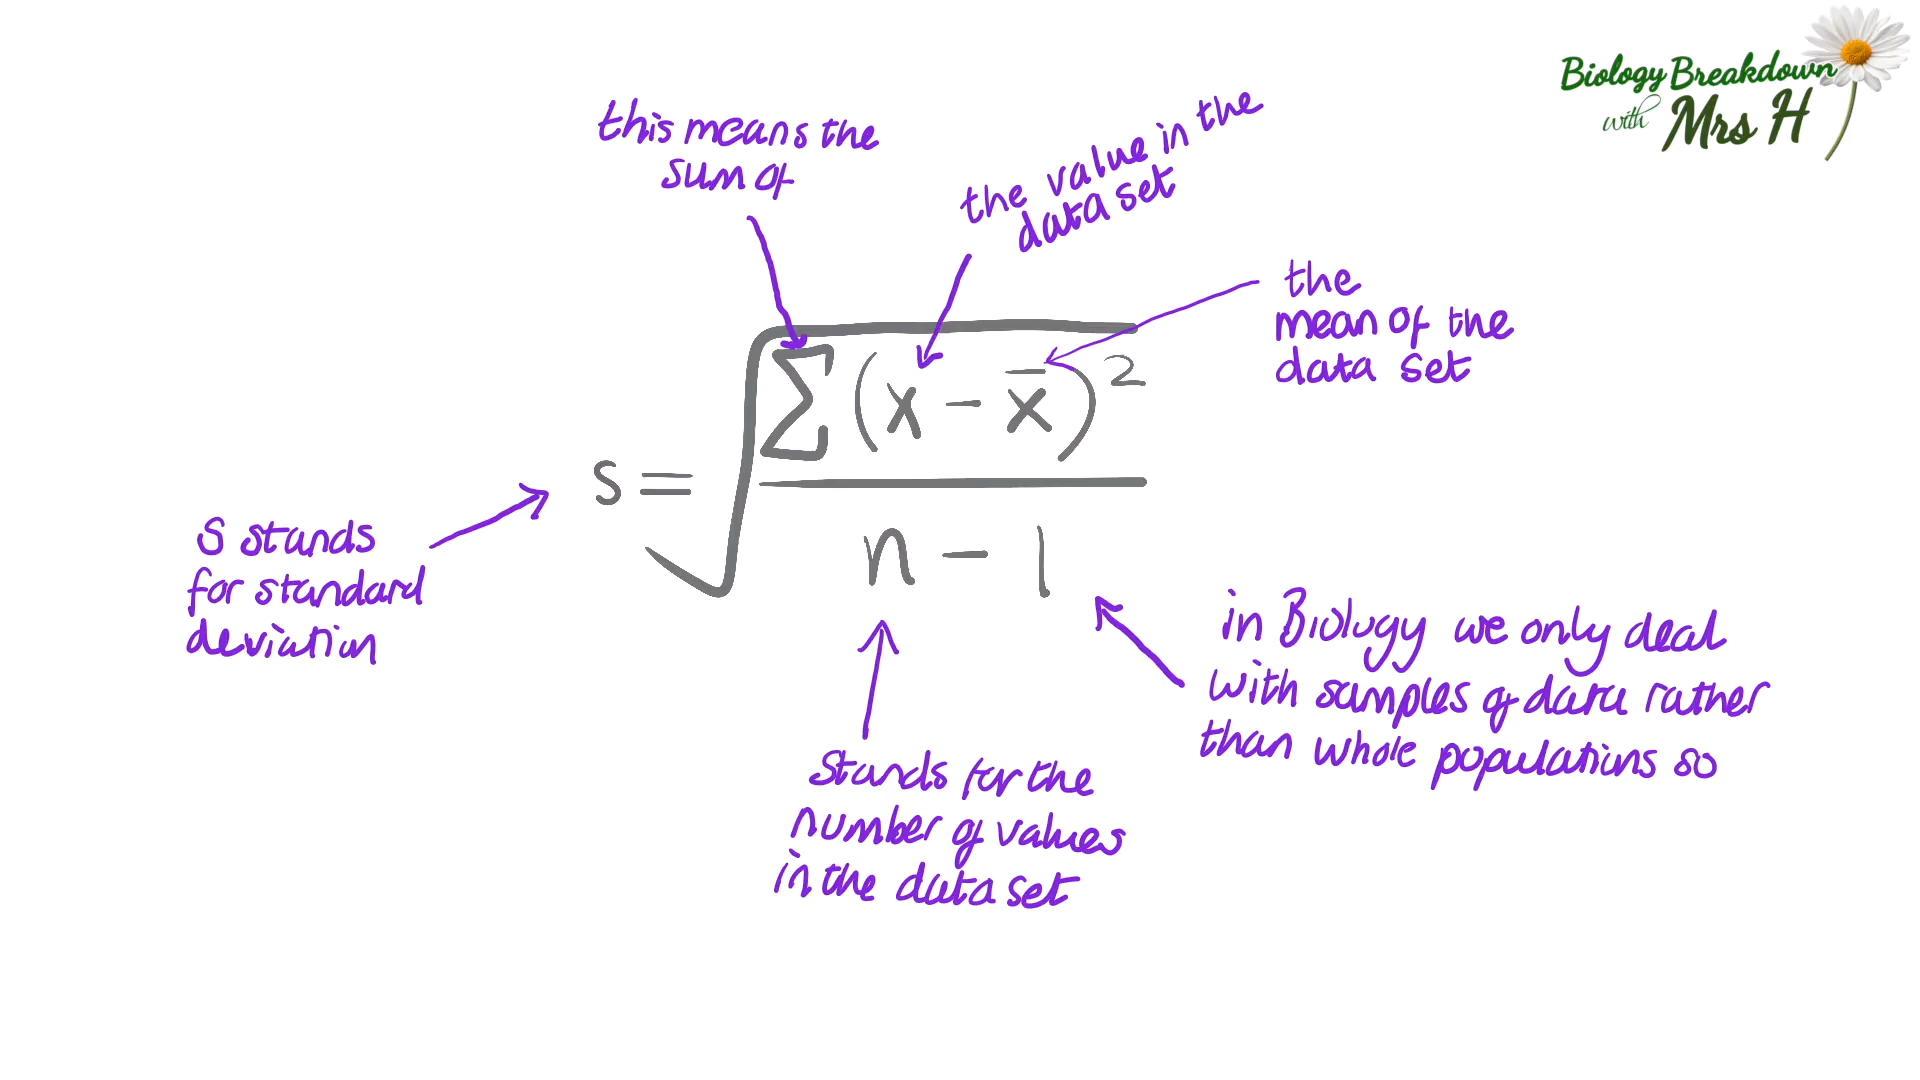 Biology Breakdown
with Mrs H
this means the
sum of
the value in the
data set
the
mean of the
data set
s = √ ∑ (x - x̄)²
n - 1
S stands
for standard
deviation
Stands for the
number of values
in the data set
in Biology we only deal
with samples of data rather
than whole populations so